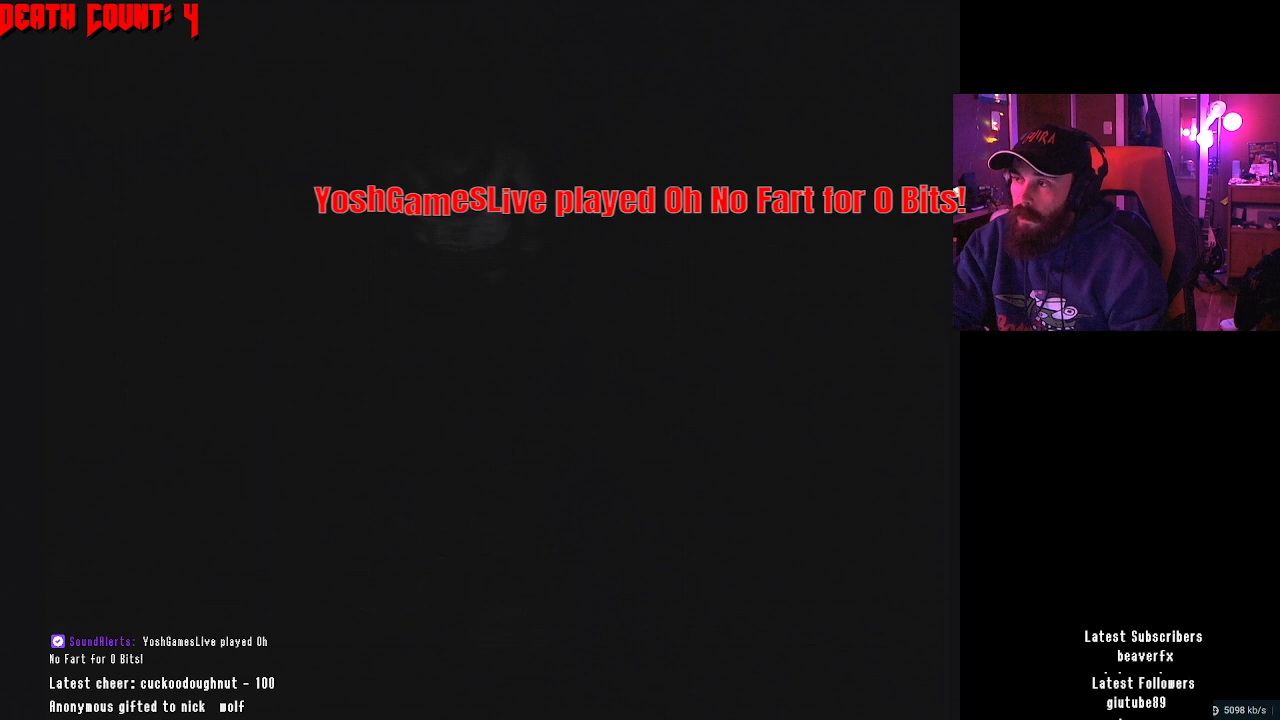 DEATH COUNT: 4
YoshGamesLive played Oh No Fart for 0 Bits!
SoundAlerts: YoshGamesLive played Oh
No Fart for 0 Bits!
Latest cheer: cuckoodoughnut - 100
Anonymous gifted to nick wolf
Latest Subscribers
beaverfx
Latest Followers
giutube89
5098 kb/s